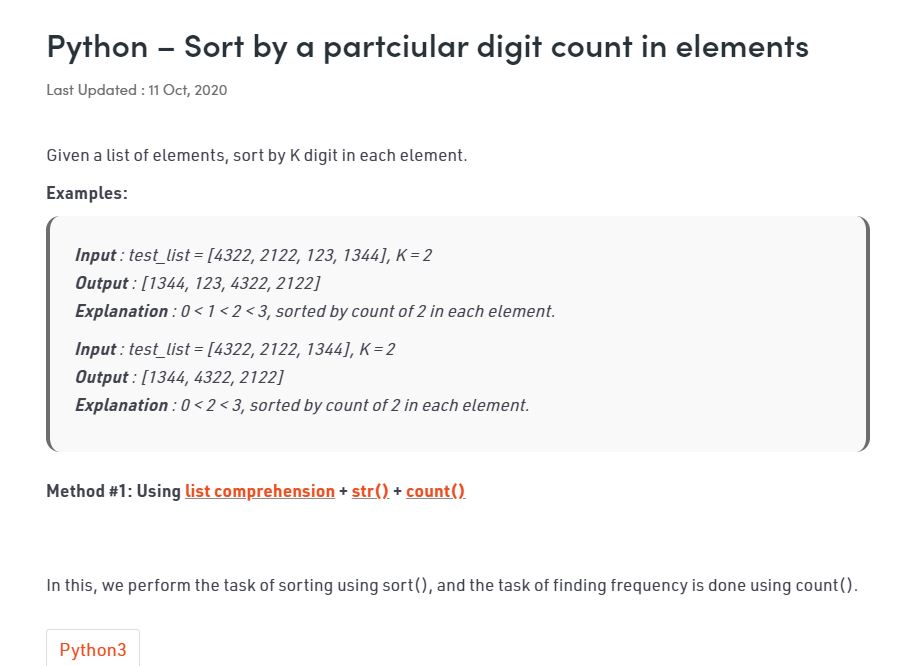 Python – Sort by a partciular digit count in elements
Last Updated : 11 Oct, 2020
Given a list of elements, sort by K digit in each element.
Examples:
Input : test_list = [4322, 2122, 123, 1344], K = 2
Output : [1344, 123, 4322, 2122]
Explanation : 0 < 1 < 2 < 3, sorted by count of 2 in each element.
Input : test_list = [4322, 2122, 1344], K = 2
Output : [1344, 4322, 2122]
Explanation : 0 < 2 < 3, sorted by count of 2 in each element.
Method #1: Using list comprehension + str() + count()
In this, we perform the task of sorting using sort(), and the task of finding frequency is done using count().
Python3